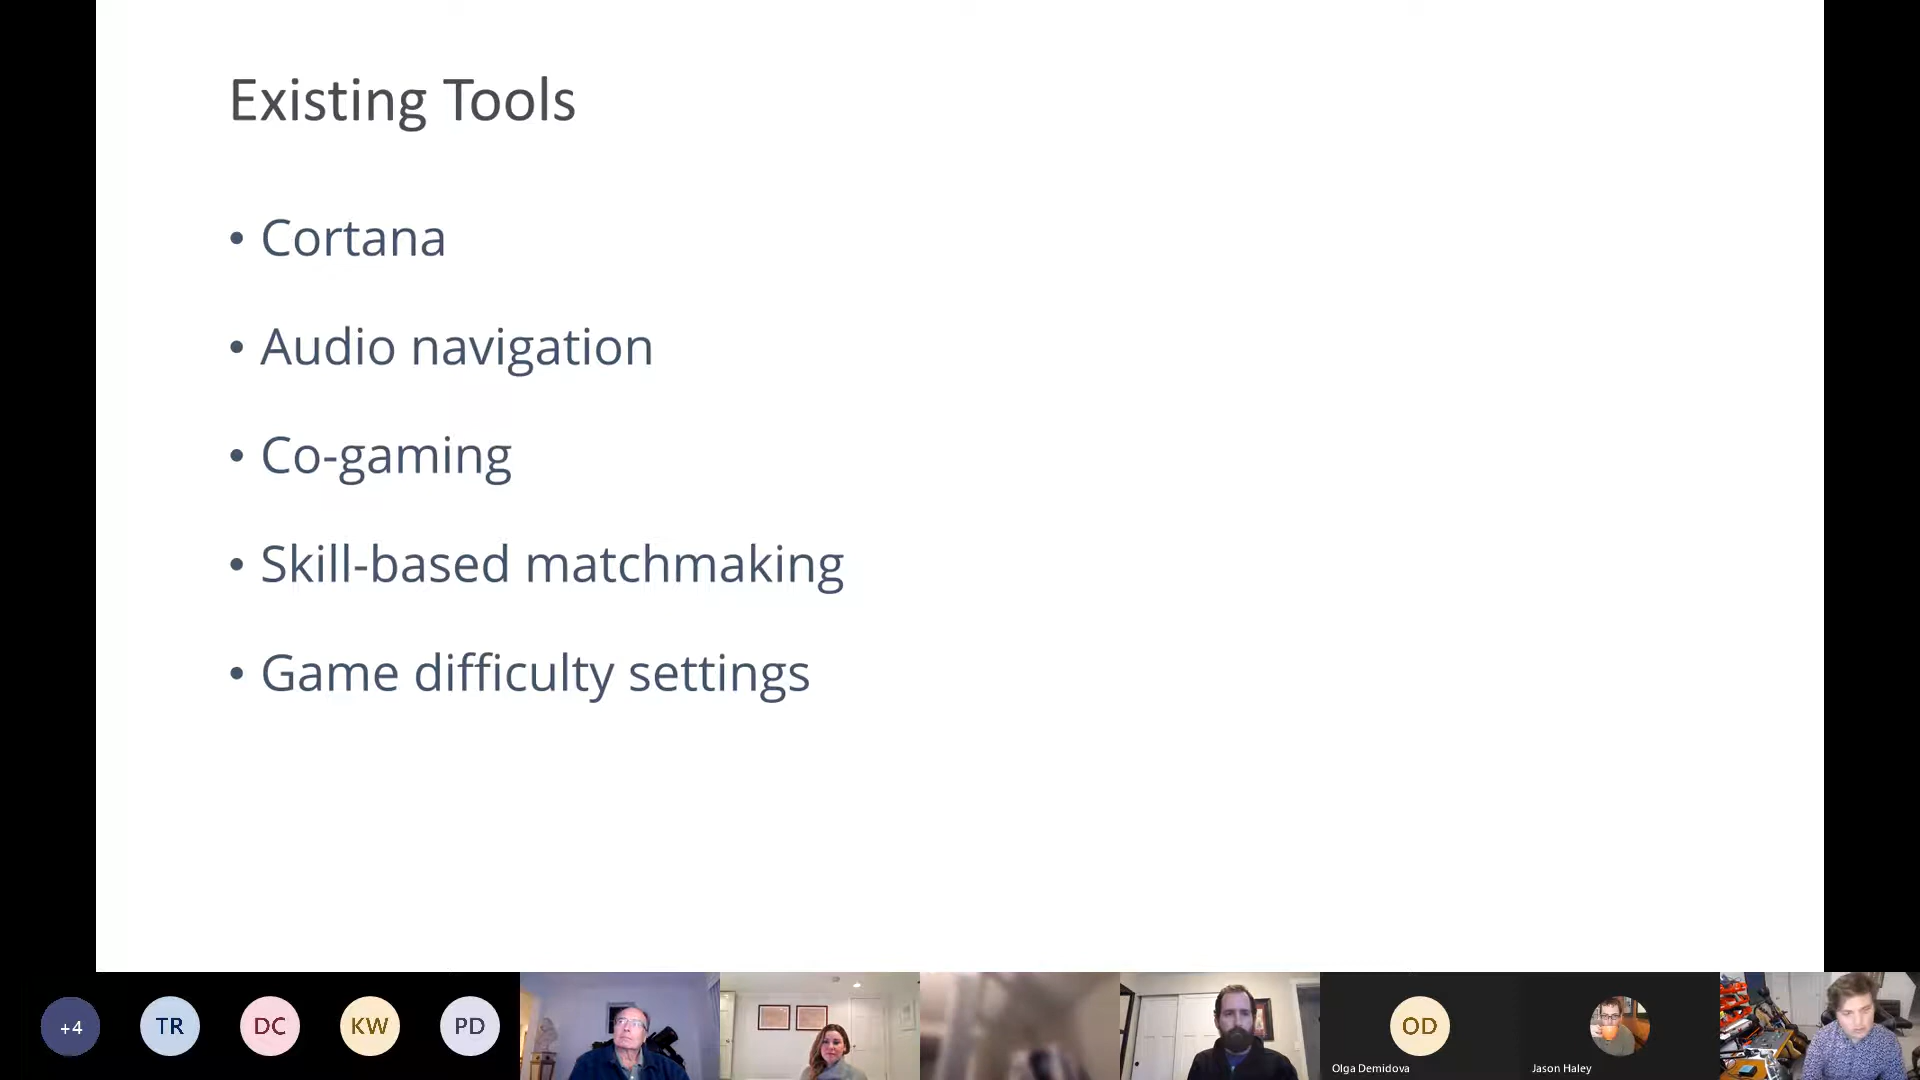 Existing Tools
• Cortana
• Audio navigation
• Co-gaming
• Skill-based matchmaking
• Game difficulty settings
+4
TR
DC
KW
PD
OD
Olga Demidova
Jason Haley